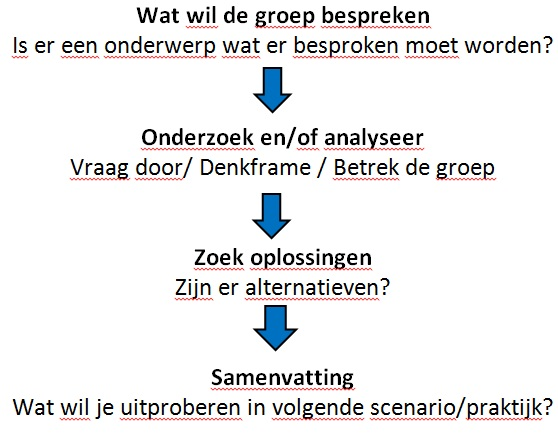 Wat wil de groep bespreken
Is er een onderwerp wat er besproken moet worden?
Onderzoek en/of analyseer
Vraag door/ Denkframe / Betrek de groep
Zoek oplossingen
Zijn er alternatieven?
Samenvatting
Wat wil je uitproberen in volgende scenario/praktijk?